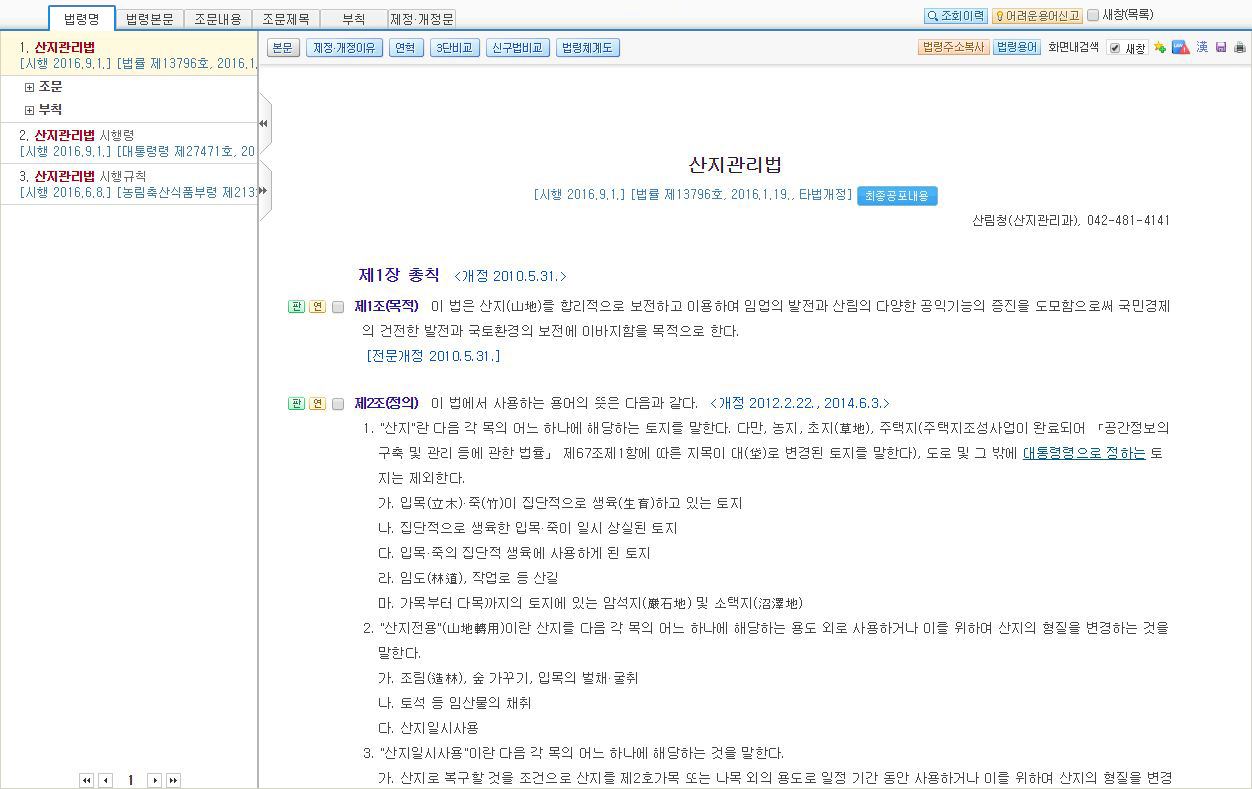 법령명 법령본문 조문내용 조문제목 부칙 제정·개정문 조회이력 어려운용어신고 새창(목록)
본문 제정·개정이유 연혁 3단비교 신구법비교 법령체계도 법령주소복사 법령용어 화면내검색 새창 漢
1. 산지관리법
[시행 2016.9.1.] [법률 제13796호, 2016.1.
조문
부칙
2. 산지관리법 시행령
[시행 2016.9.1.] [대통령령 제27471호, 20
3. 산지관리법 시행규칙
[시행 2016.6.8.] [농림축산식품부령 제213
1
산지관리법
[시행 2016.9.1.] [법률 제13796호, 2016.1.19., 타법개정] 최종공포내용
산림청(산지관리과), 042-481-4141
제1장 총칙 <개정 2010.5.31.>
판 연 제1조(목적) 이 법은 산지(山地)를 합리적으로 보전하고 이용하여 임업의 발전과 산림의 다양한 공익기능의 증진을 도모함으로써 국민경제
의 건전한 발전과 국토환경의 보전에 이바지함을 목적으로 한다.
[전문개정 2010.5.31.]
판 연 제2조(정의) 이 법에서 사용하는 용어의 뜻은 다음과 같다. <개정 2012.2.22., 2014.6.3.>
1. "산지"란 다음 각 목의 어느 하나에 해당하는 토지를 말한다. 다만, 농지, 초지(草地), 주택지(주택지조성사업이 완료되어 「공간정보의
구축 및 관리 등에 관한 법률」 제67조제1항에 따른 지목이 대(垈)로 변경된 토지를 말한다), 도로 및 그 밖에 대통령령으로 정하는 토
지는 제외한다.
가. 입목(立木)·죽(竹)이 집단적으로 생육(生育)하고 있는 토지
나. 집단적으로 생육한 입목·죽이 일시 상실된 토지
다. 입목·죽의 집단적 생육에 사용하게 된 토지
라. 임도(林道), 작업로 등 산길
마. 가목부터 다목까지의 토지에 있는 암석지(巖石地) 및 소택지(沼澤地)
2. "산지전용"(山地轉用)이란 산지를 다음 각 목의 어느 하나에 해당하는 용도 외로 사용하거나 이를 위하여 산지의 형질을 변경하는 것을
말한다.
가. 조림(造林), 숲 가꾸기, 입목의 벌채·굴취
나. 토석 등 임산물의 채취
다. 산지일시사용
3. "산지일시사용"이란 다음 각 목의 어느 하나에 해당하는 것을 말한다.
가. 산지로 복구할 것을 조건으로 산지를 제2호가목 또는 나목 외의 용도로 일정 기간 동안 사용하거나 이를 위하여 산지의 형질을 변경